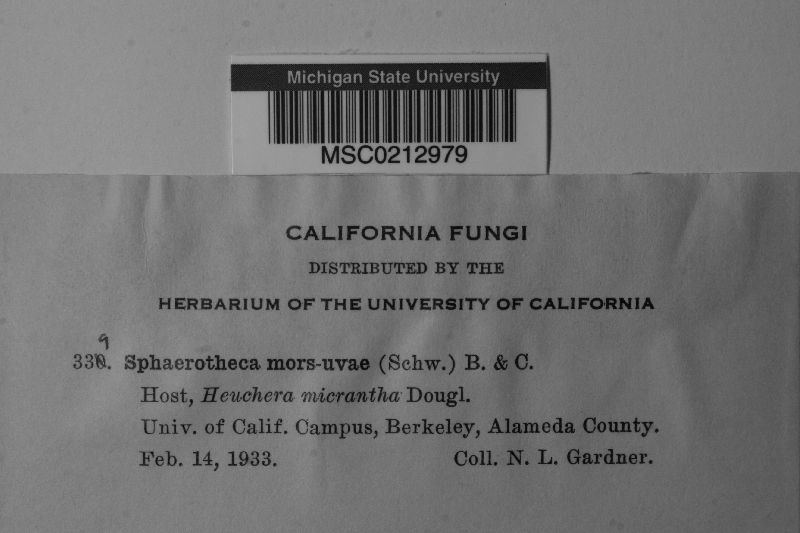 Michigan State University
MSC0212979
CALIFORNIA FUNGI
DISTRIBUTED BY THE
HERBARIUM OF THE UNIVERSITY OF CALIFORNIA
9
330. Sphaerotheca mors-uvae (Schw.) B. & C.
Host, Heuchera micrantha Dougl.
Univ. of Calif. Campus, Berkeley, Alameda County.
Feb. 14, 1933. Coll. N. L. Gardner.